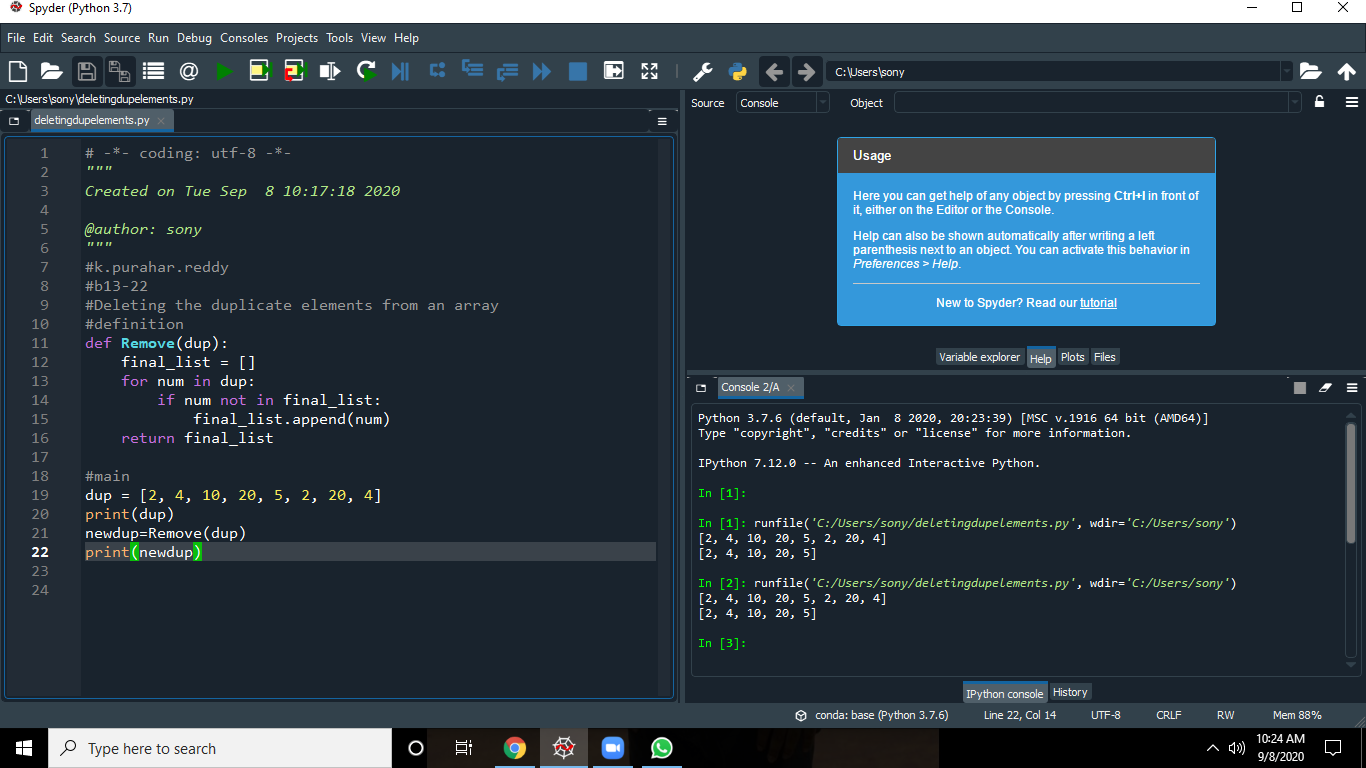 Spyder (Python 3.7)
File Edit Search Source Run Debug Consoles Projects Tools View Help
C:\Users\sony
C:\Users\sony\deletingdupelements.py
deletingdupelements.py
1 # -*- coding: utf-8 -*-
2 """
3 Created on Tue Sep  8 10:17:18 2020
4
5 @author: sony
6 """
7 #k.purahar.reddy
8 #b13-22
9 #Deleting the duplicate elements from an array
10 #definition
11 def Remove(dup):
12     final_list = []
13     for num in dup:
14         if num not in final_list:
15             final_list.append(num)
16     return final_list
17
18 #main
19 dup = [2, 4, 10, 20, 5, 2, 20, 4]
20 print(dup)
21 newdup=Remove(dup)
22 print(newdup)
23
24
Source Console Object
Usage
Here you can get help of any object by pressing Ctrl+I in front of
it, either on the Editor or the Console.
Help can also be shown automatically after writing a left
parenthesis next to an object. You can activate this behavior in
Preferences > Help.
New to Spyder? Read our tutorial
Variable explorer Help Plots Files
Console 2/A
Python 3.7.6 (default, Jan  8 2020, 20:23:39) [MSC v.1916 64 bit (AMD64)]
Type "copyright", "credits" or "license" for more information.
IPython 7.12.0 -- An enhanced Interactive Python.
In [1]:
In [1]: runfile('C:/Users/sony/deletingdupelements.py', wdir='C:/Users/sony')
[2, 4, 10, 20, 5, 2, 20, 4]
[2, 4, 10, 20, 5]
In [2]: runfile('C:/Users/sony/deletingdupelements.py', wdir='C:/Users/sony')
[2, 4, 10, 20, 5, 2, 20, 4]
[2, 4, 10, 20, 5]
In [3]:
IPython console History
conda: base (Python 3.7.6) Line 22, Col 14 UTF-8 CRLF RW Mem 88%
Type here to search
10:24 AM
9/8/2020